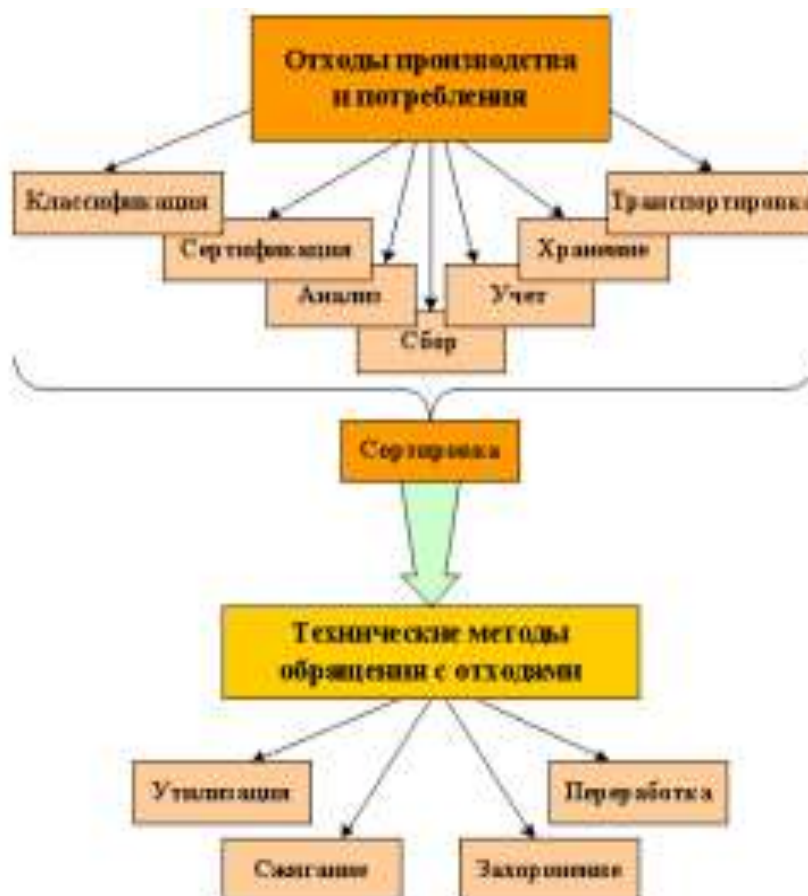 Отходы производства
и потребления
Классификация
Транспортировка
Сертификация
Хранение
Анализ
Учет
Сбор
Сортировка
Технические методы
обращения с отходами
Утилизация
Переработка
Сжигание
Захоронение